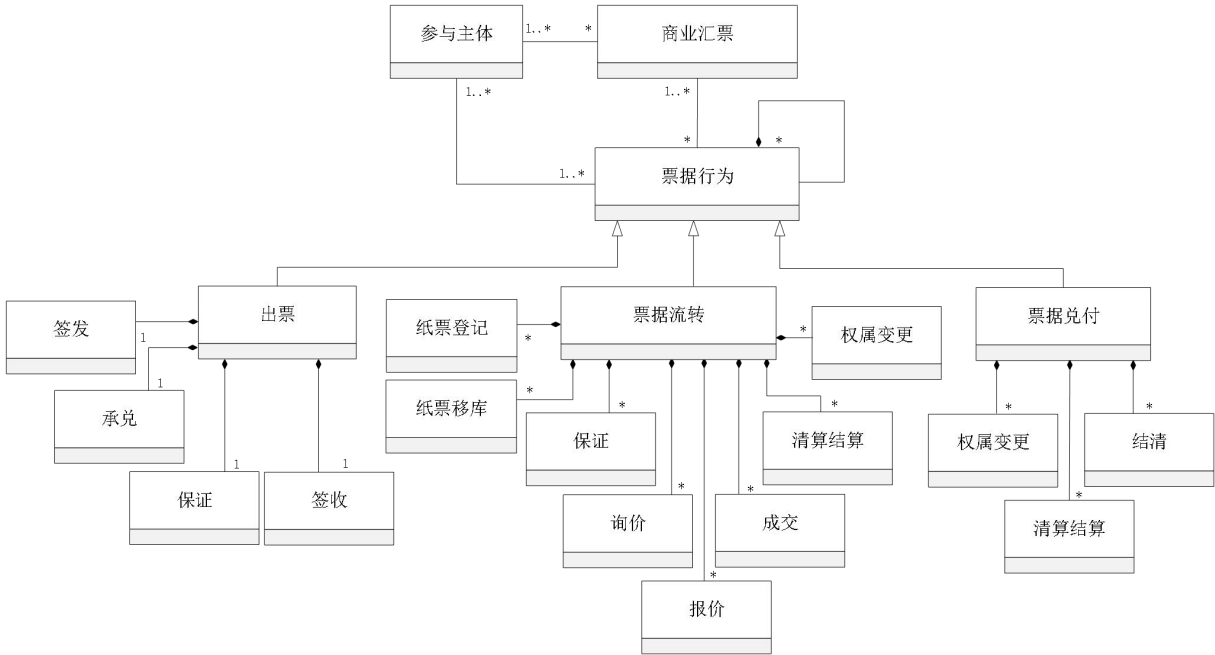 参与主体
1..*
*
商业汇票
1..*
1..*
*
*
1..*
票据行为
签发
1
出票
纸票登记
*
票据流转
*
权属变更
票据兑付
承兑
1
纸票移库
*
*
保证
*
清算结算
*
权属变更
*
结清
保证
1
签收
1
询价
*
成交
*
清算结算
*
报价
*